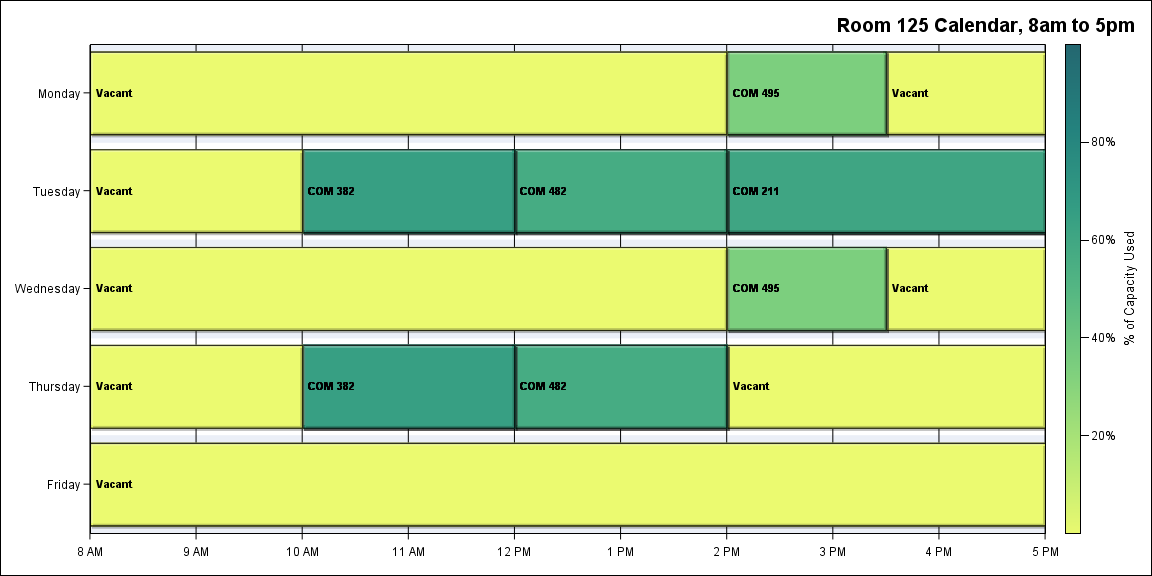 Room 125 Calendar, 8am to 5pm
Monday
Vacant
COM 495
Vacant
Tuesday
Vacant
COM 382
COM 482
COM 211
Wednesday
Vacant
COM 495
Vacant
Thursday
Vacant
COM 382
COM 482
Vacant
Friday
Vacant
8 AM
9 AM
10 AM
11 AM
12 PM
1 PM
2 PM
3 PM
4 PM
5 PM
80%
60%
40%
20%
% of Capacity Used